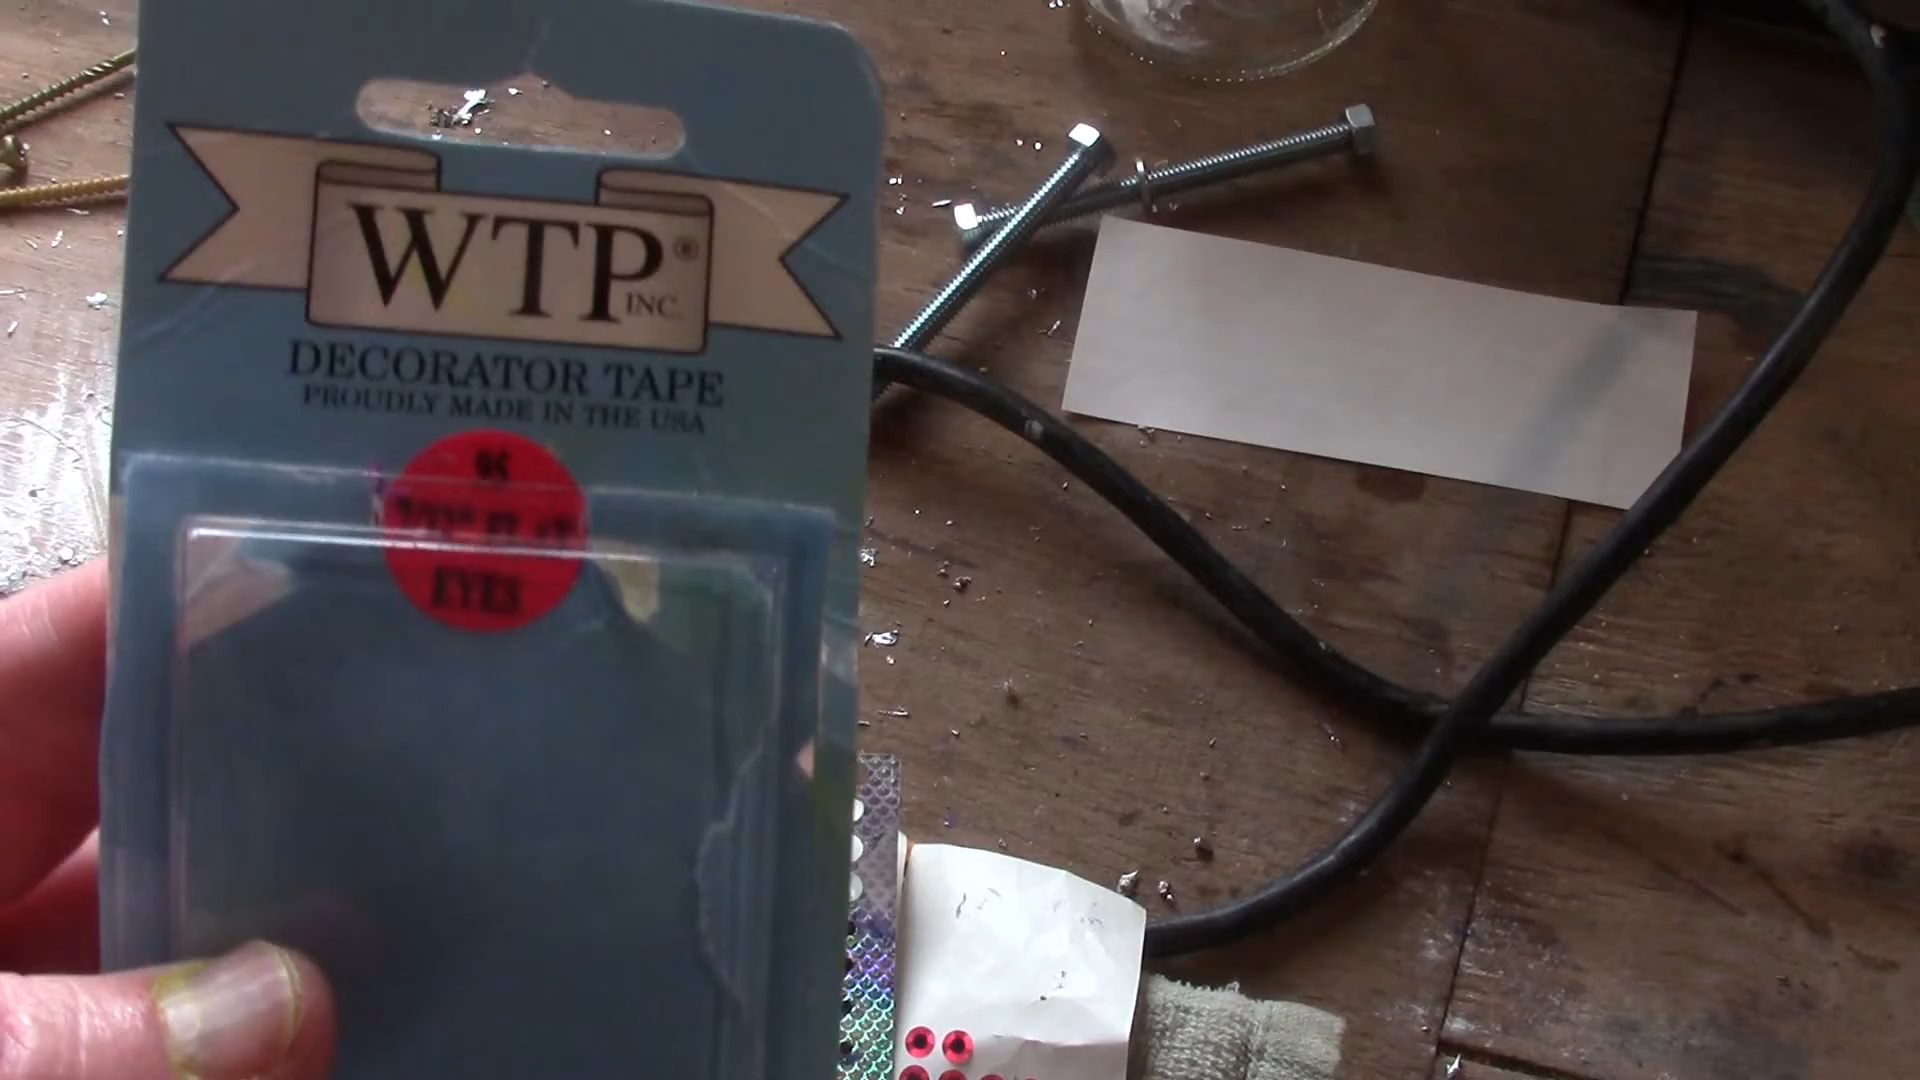 WTP®
INC.
DECORATOR TAPE
PROUDLY MADE IN THE USA
EYES